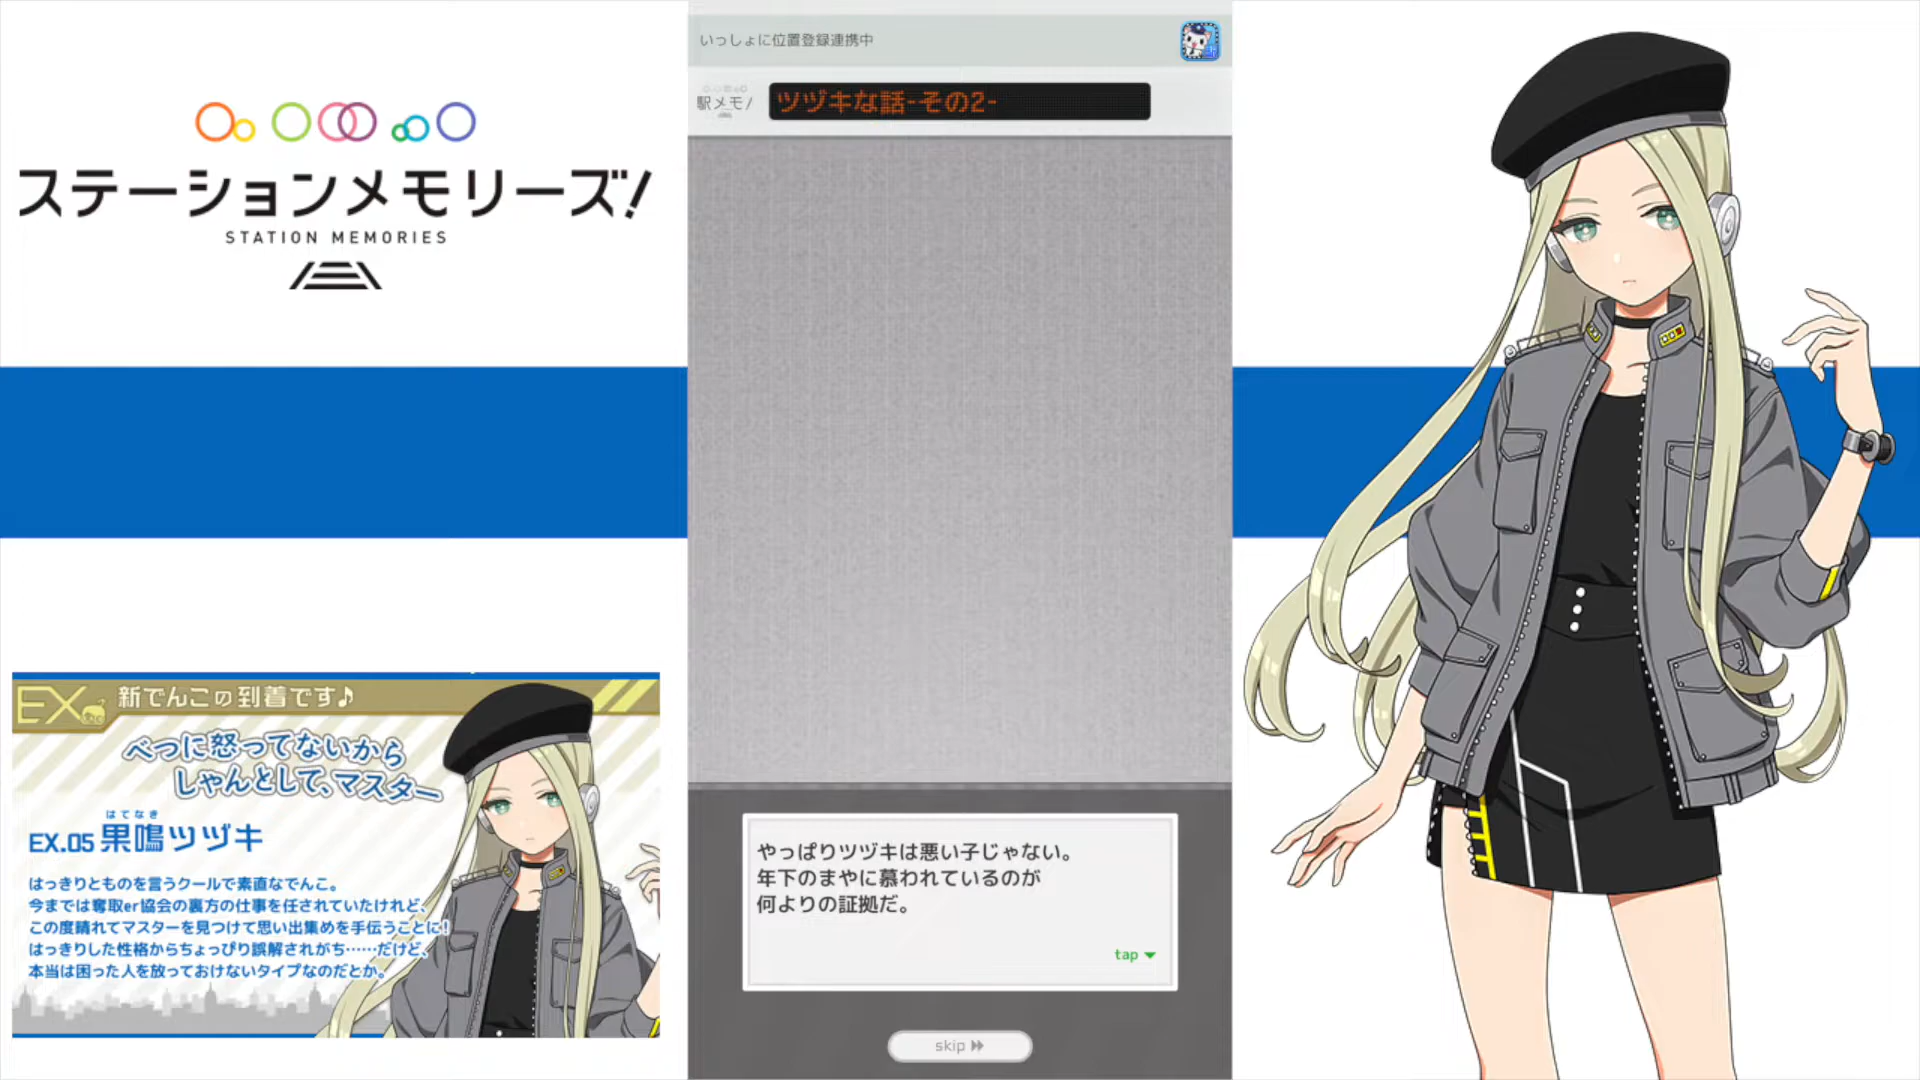 ステーションメモリーズ!
STATION MEMORIES
EX 新でんこの到着です♪
べつに怒ってないから
しゃんとして、マスター
はてなき
EX.05 果鳴ツヅキ
はっきりとものを言うクールで素直なでんこ。
今までは奪取er協会の裏方の仕事を任されていたけれど、
この度晴れてマスターを見つけて思い出集めを手伝うことに!
はっきりした性格からちょっぴり誤解されがち……だけど、
本当は困った人を放っておけないタイプなのだとか。
いっしょに位置登録連携中
駅メモ!
ツヅキな話-その2-
やっぱりツヅキは悪い子じゃない。
年下のまやに慕われているのが
何よりの証拠だ。
tap
skip